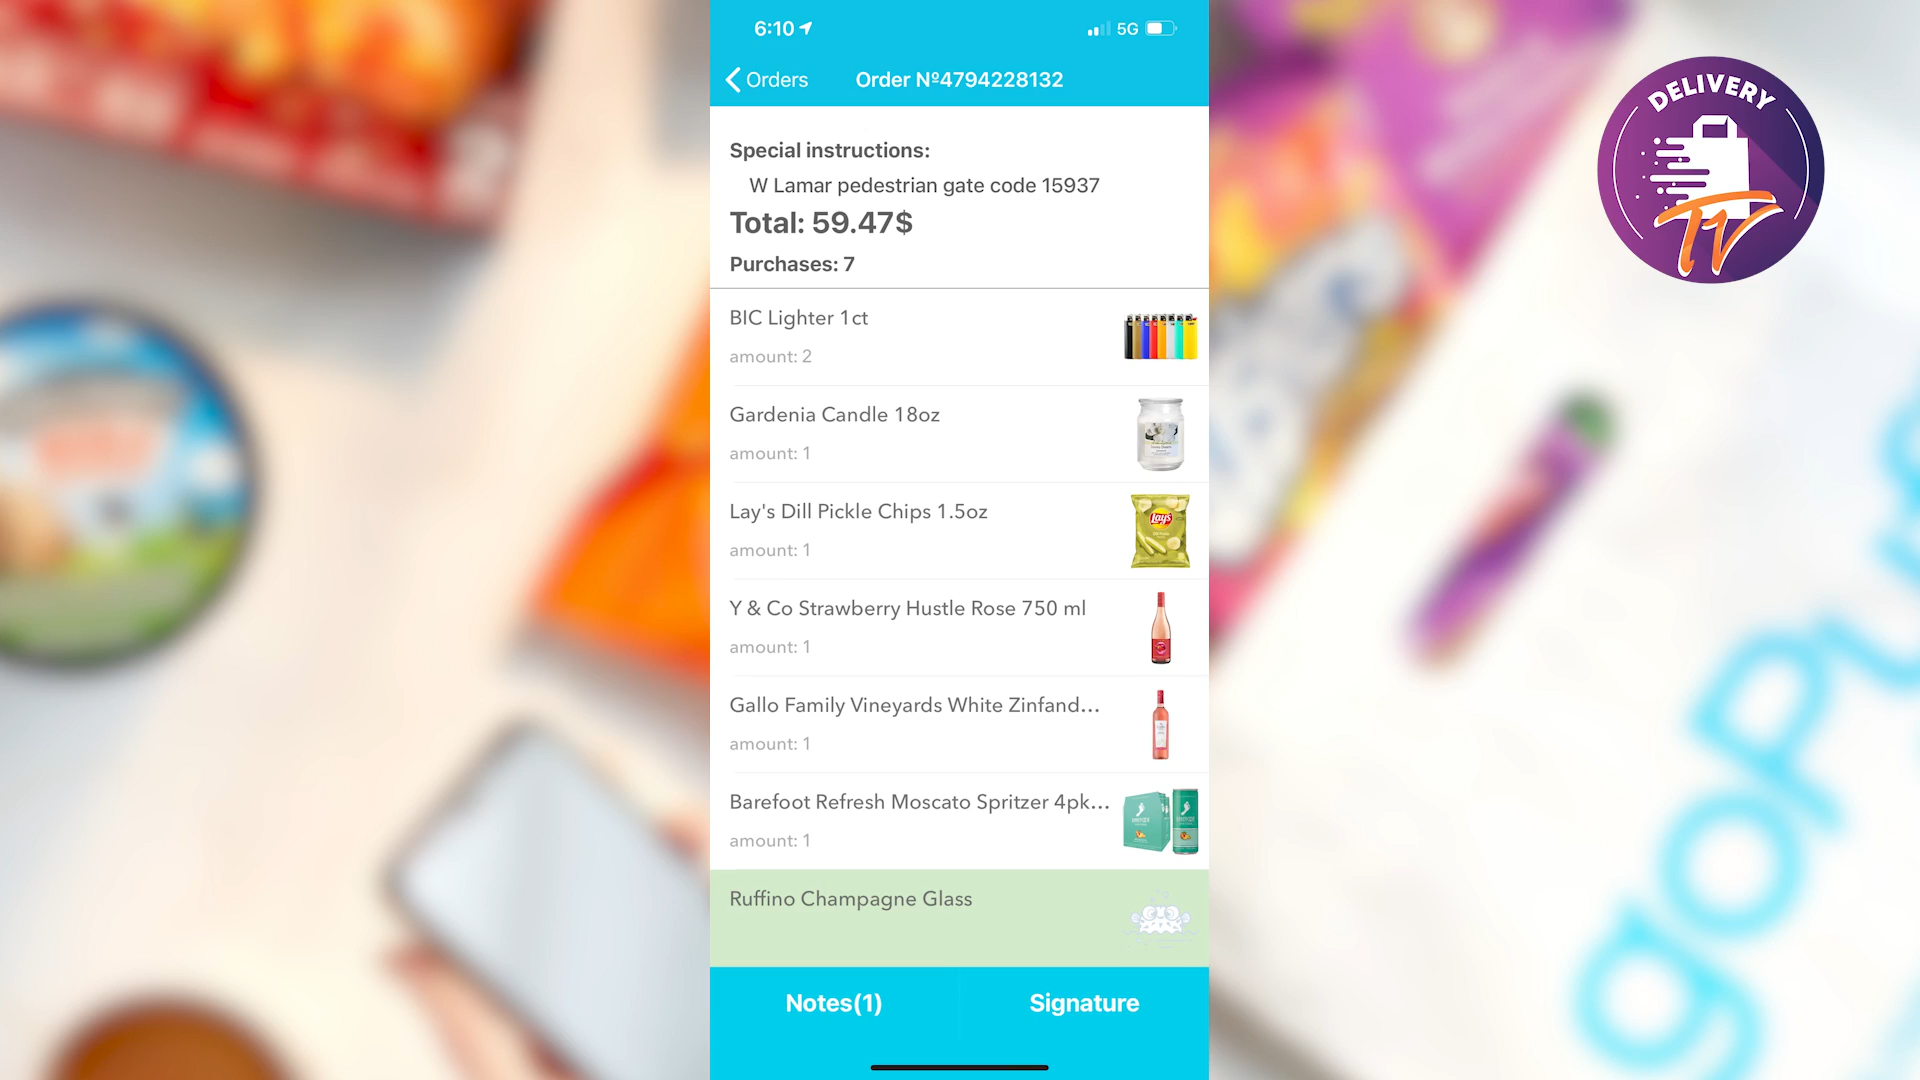 6:10
5G
Orders
Order Nº4794228132
Special instructions:
W Lamar pedestrian gate code 15937
Total: 59.47$
Purchases: 7
BIC Lighter 1ct
amount: 2
Gardenia Candle 18oz
amount: 1
Lay's Dill Pickle Chips 1.5oz
amount: 1
Y & Co Strawberry Hustle Rose 750 ml
amount: 1
Gallo Family Vineyards White Zinfand...
amount: 1
Barefoot Refresh Moscato Spritzer 4pk...
amount: 1
Ruffino Champagne Glass
Notes(1)
Signature
DELIVERY
TV
Lay's
goPu